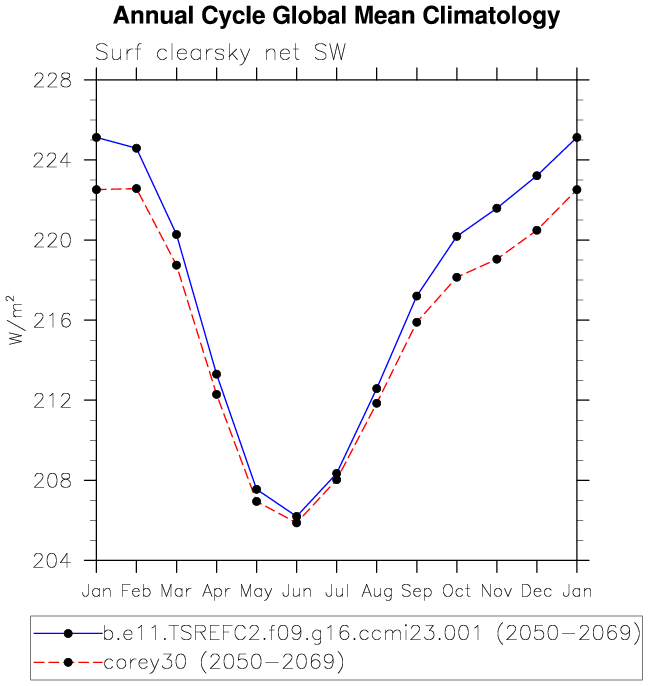 Annual Cycle Global Mean Climatology
Surf clearsky net SW
228
224
220
216
212
208
204
W/m²
Jan Feb Mar Apr May Jun Jul Aug Sep Oct Nov Dec Jan
b.e11.TSREFC2.f09.g16.ccmi23.001 (2050-2069)
corey30 (2050-2069)